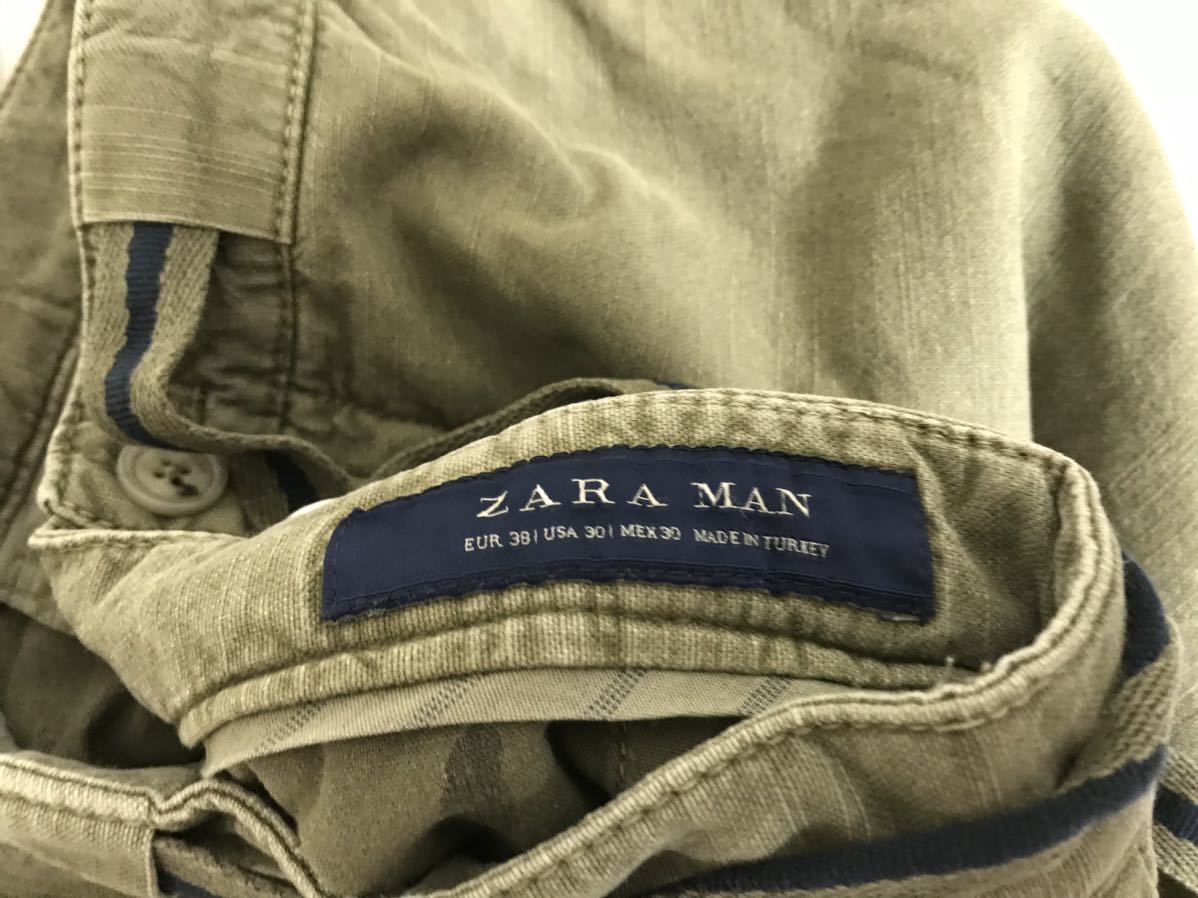 ZARA MAN
EUR 38 | USA 30 | MEX 30 MADE IN TURKEY